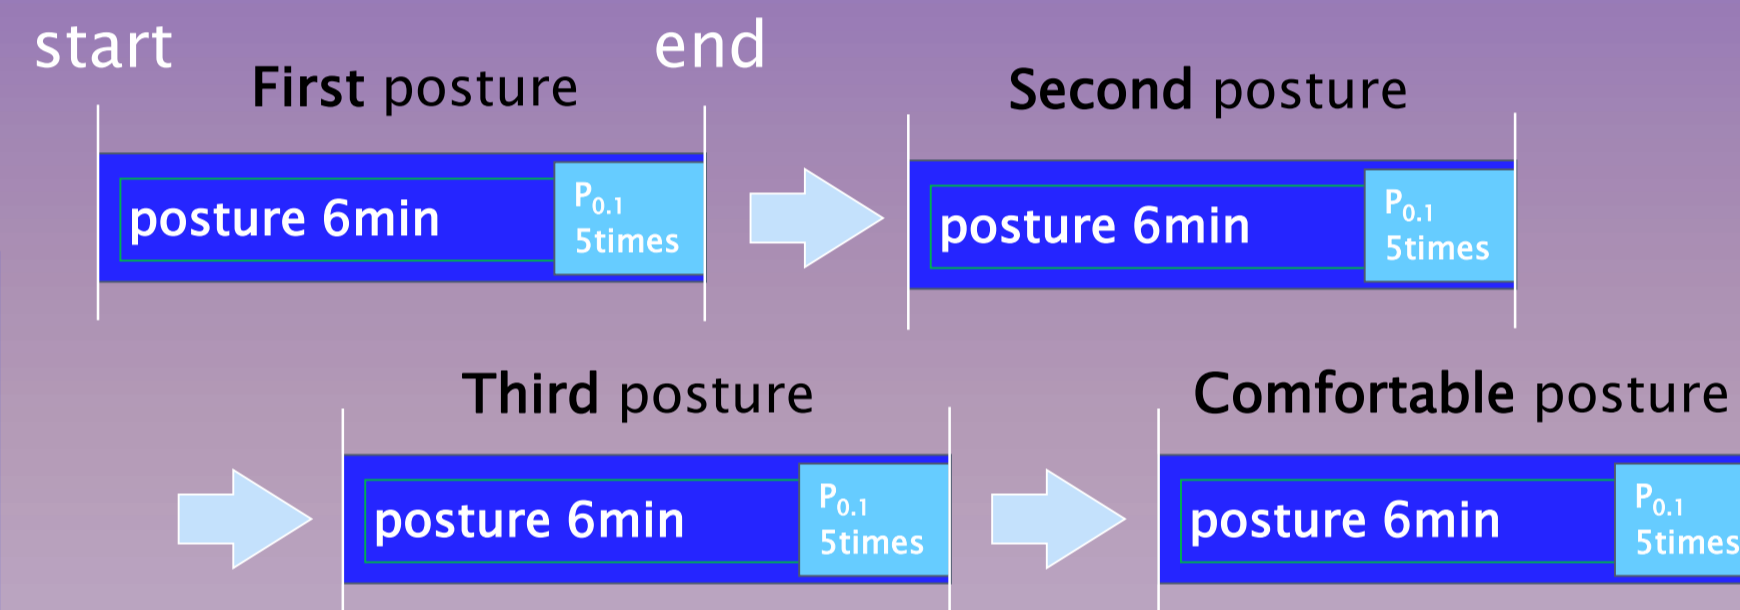 start
end
First posture
Second posture
posture 6min
P0.1
5times
posture 6min
P0.1
5times
Third posture
Comfortable posture
posture 6min
P0.1
5times
posture 6min
P0.1
5times